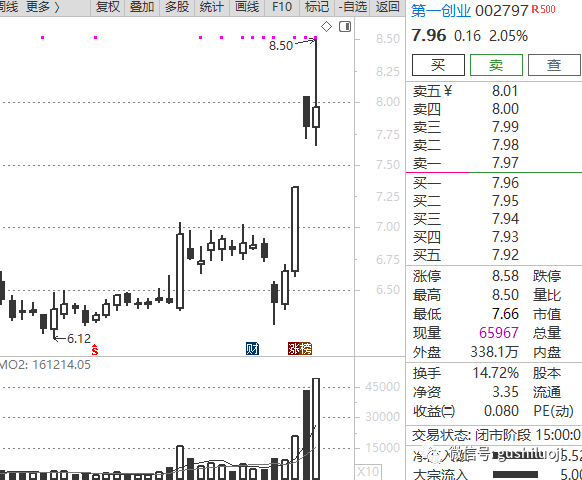 周线 更多 〉 复权 叠加 多股 统计 画线 F10 标记 -自选 返回
8.50
8.50
8.25
8.00
7.75
7.50
7.25
7.00
6.75
6.50
6.12
S
财 涨榜
MO2: 161214.05
45000
30000
15000
X10
第一创业 002797 R500
7.96 0.16 2.05%
买 卖 查
卖五 ¥ 8.01
卖四 8.00
卖三 7.99
卖二 7.98
卖一 7.97
买一 7.96
买二 7.95
买三 7.94
买四 7.93
买五 7.92
涨停 8.58 跌停
最高 8.50 量比
最低 7.66 市值
现量 65967 总量
外盘 338.1万 内盘
换手 14.72% 股本
净资 3.35 流通
收益㈡ 0.080 PE(动)
交易状态: 闭市阶段 15:00:0
微信号: gushiluoji
5.52
大宗流入 5.00